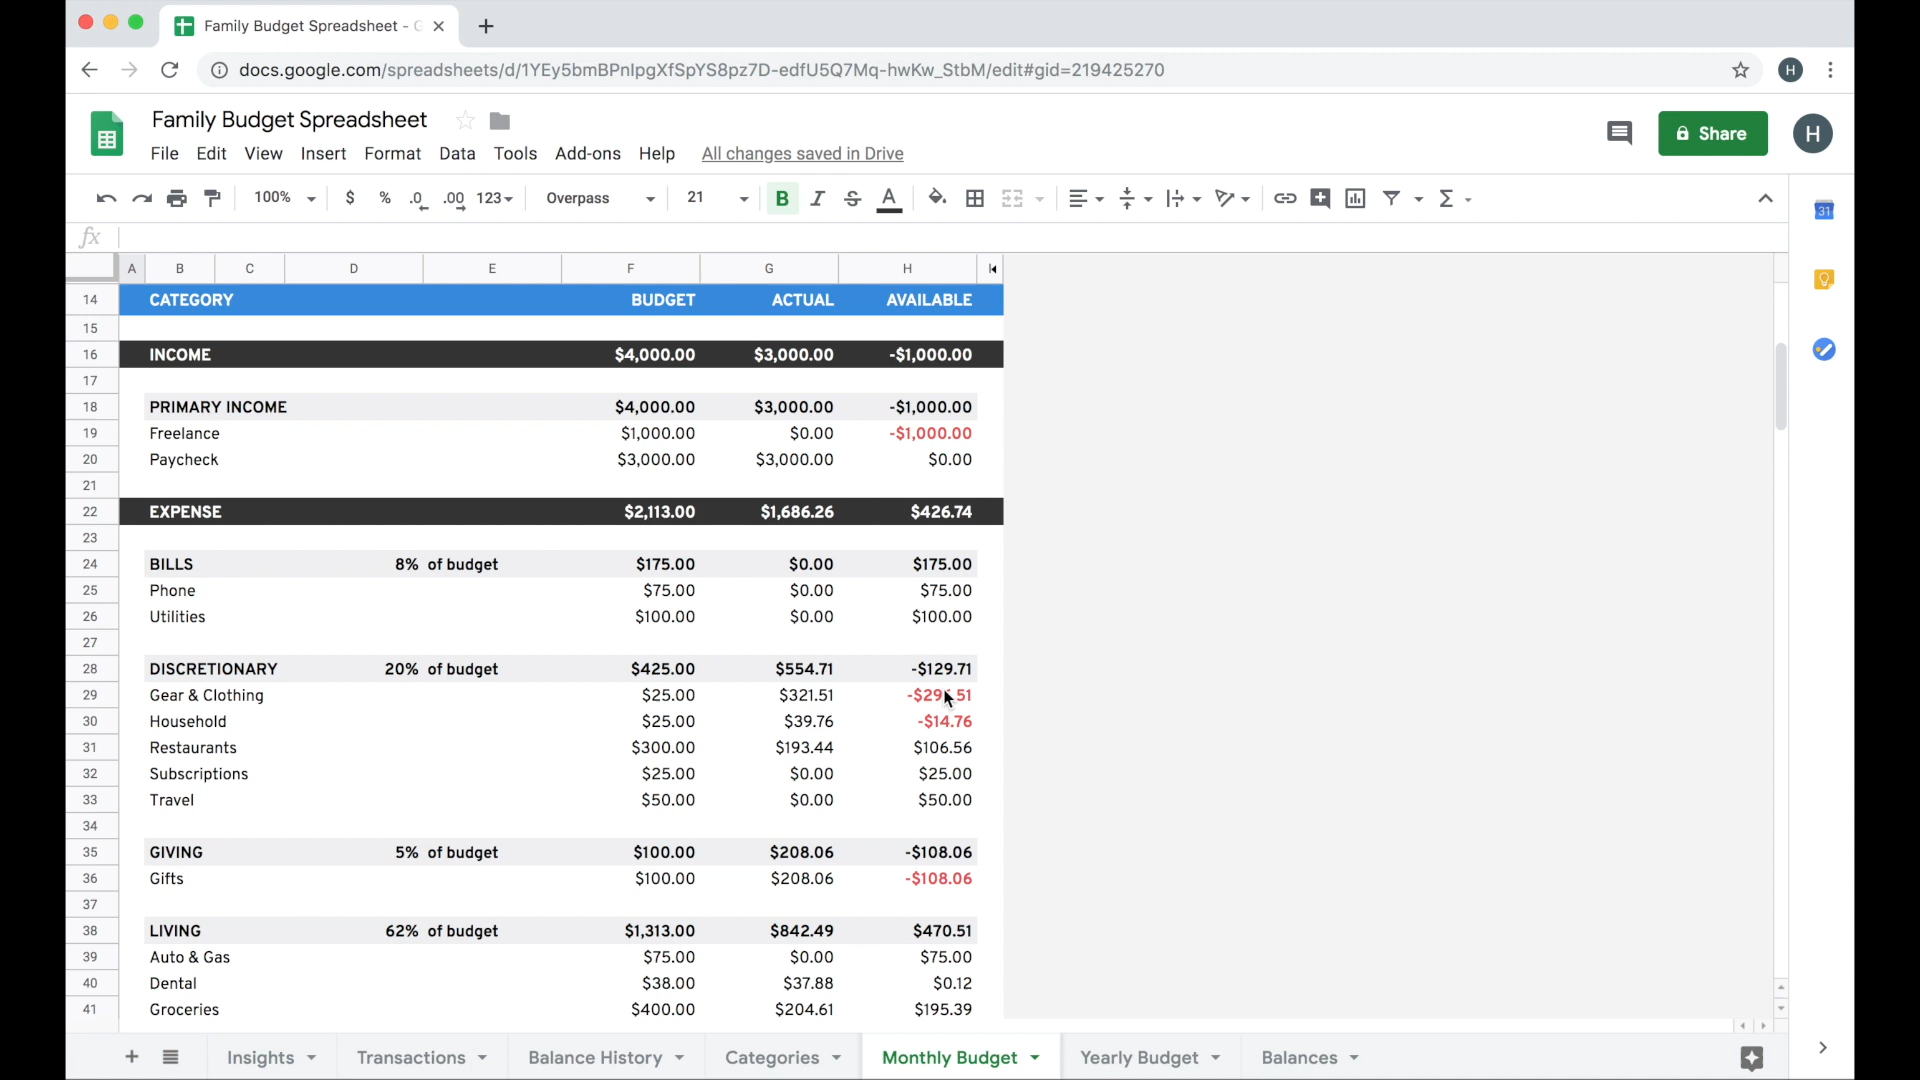 Family Budget Spreadsheet -
docs.google.com/spreadsheets/d/1YEy5bmBPnIpgXfSpYS8pz7D-edfU5Q7Mq-hwKw_StbM/edit#gid=219425270
H
Family Budget Spreadsheet
Share
H
File Edit View Insert Format Data Tools Add-ons Help All changes saved in Drive
100% $ % .0 .00 123 Overpass 21 B I S A Σ
31
fx
A B C D E F G H
14 CATEGORY BUDGET ACTUAL AVAILABLE
15
16 INCOME $4,000.00 $3,000.00 -$1,000.00
17
18 PRIMARY INCOME $4,000.00 $3,000.00 -$1,000.00
19 Freelance $1,000.00 $0.00 -$1,000.00
20 Paycheck $3,000.00 $3,000.00 $0.00
21
22 EXPENSE $2,113.00 $1,686.26 $426.74
23
24 BILLS 8% of budget $175.00 $0.00 $175.00
25 Phone $75.00 $0.00 $75.00
26 Utilities $100.00 $0.00 $100.00
27
28 DISCRETIONARY 20% of budget $425.00 $554.71 -$129.71
29 Gear & Clothing $25.00 $321.51
30 Household $25.00 $39.76 -$14.76
31 Restaurants $300.00 $193.44 $106.56
32 Subscriptions $25.00 $0.00 $25.00
33 Travel $50.00 $0.00 $50.00
34
35 GIVING 5% of budget $100.00 $208.06 -$108.06
36 Gifts $100.00 $208.06 -$108.06
37
38 LIVING 62% of budget $1,313.00 $842.49 $470.51
39 Auto & Gas $75.00 $0.00 $75.00
40 Dental $38.00 $37.88 $0.12
41 Groceries $400.00 $204.61 $195.39
Insights Transactions Balance History Categories Monthly Budget Yearly Budget Balances